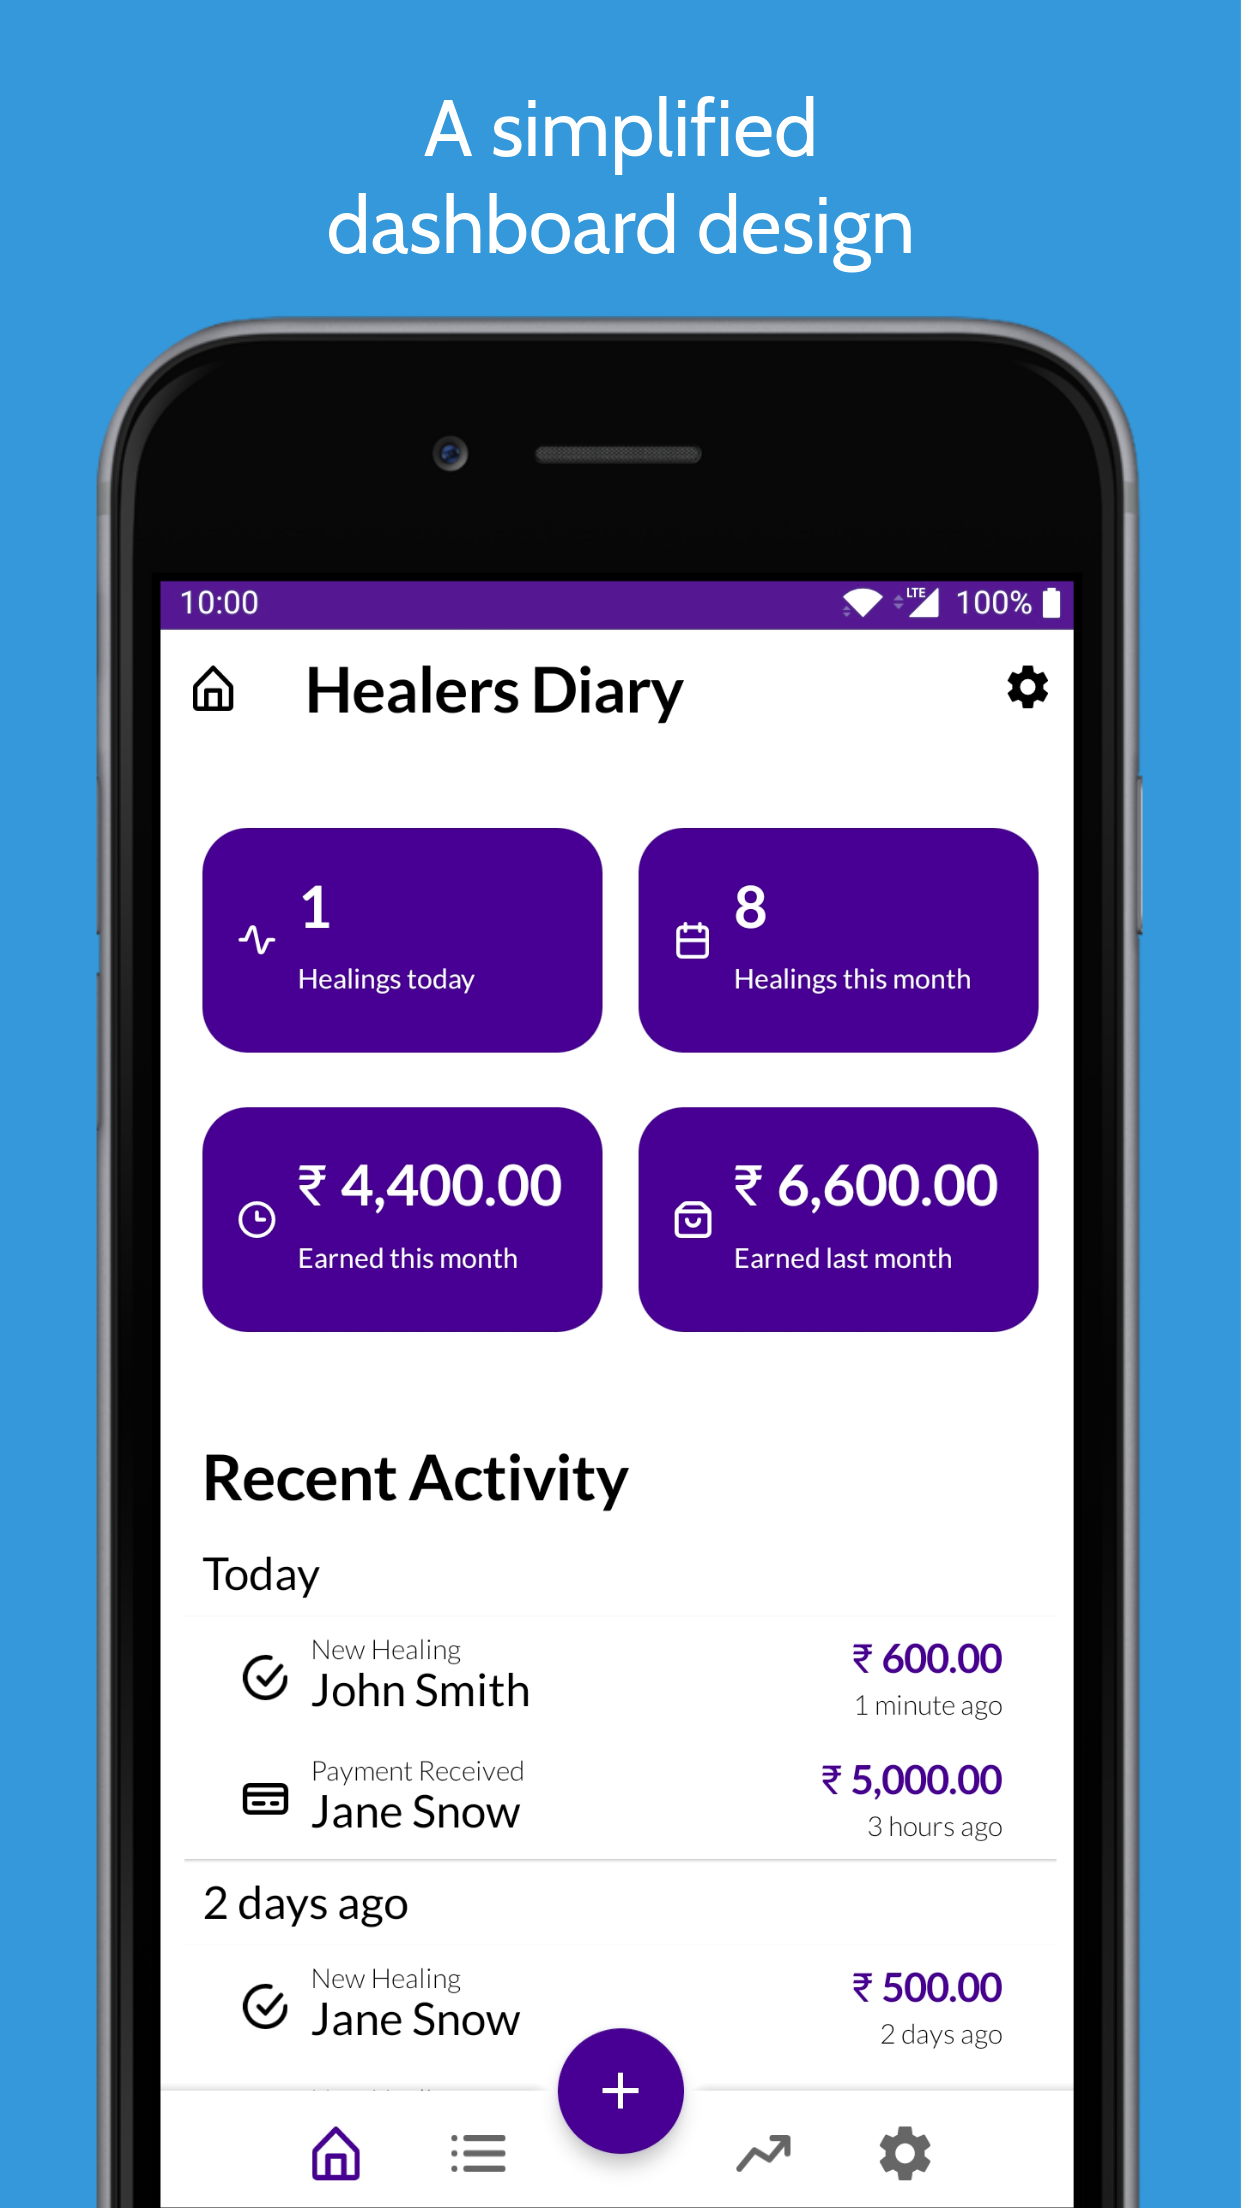 A simplified
dashboard design
10:00
LTE
100%
Healers Diary
1
Healings today
8
Healings this month
₹ 4,400.00
Earned this month
₹ 6,600.00
Earned last month
Recent Activity
Today
New Healing
John Smith
₹ 600.00
1 minute ago
Payment Received
Jane Snow
₹ 5,000.00
3 hours ago
2 days ago
New Healing
Jane Snow
₹ 500.00
2 days ago